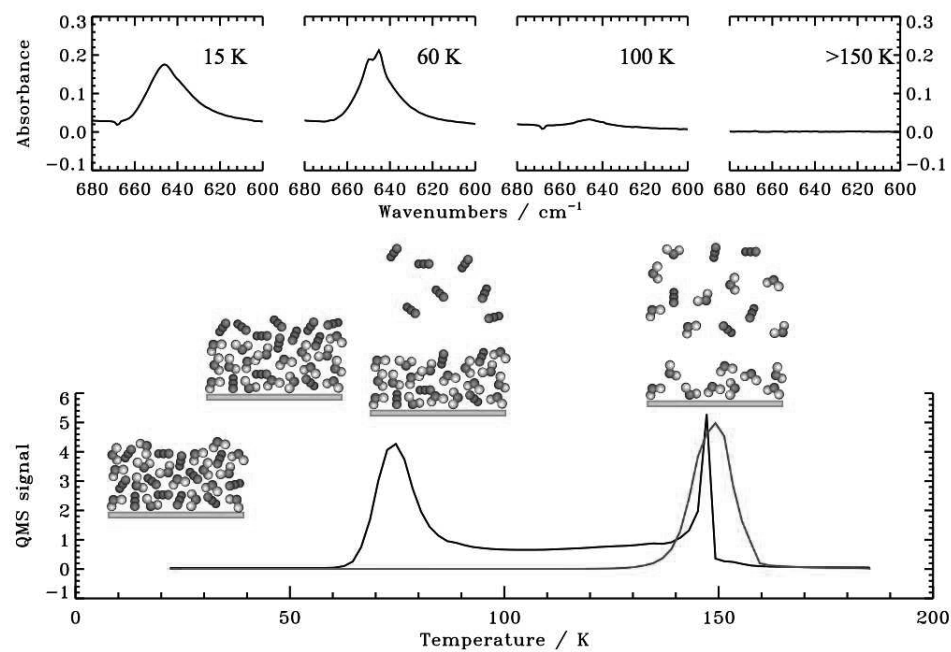 0.3
0.2
0.1
0.0
−0.1
Absorbance
15 K
60 K
100 K
>150 K
0.3
0.2
0.1
0.0
−0.1
680 660 640 620 600
680 660 640 620 600
680 660 640 620 600
680 660 640 620 600
Wavenumbers / cm⁻¹
6
5
4
3
2
1
0
−1
QMS signal
0 50 100 150 200
Temperature / K